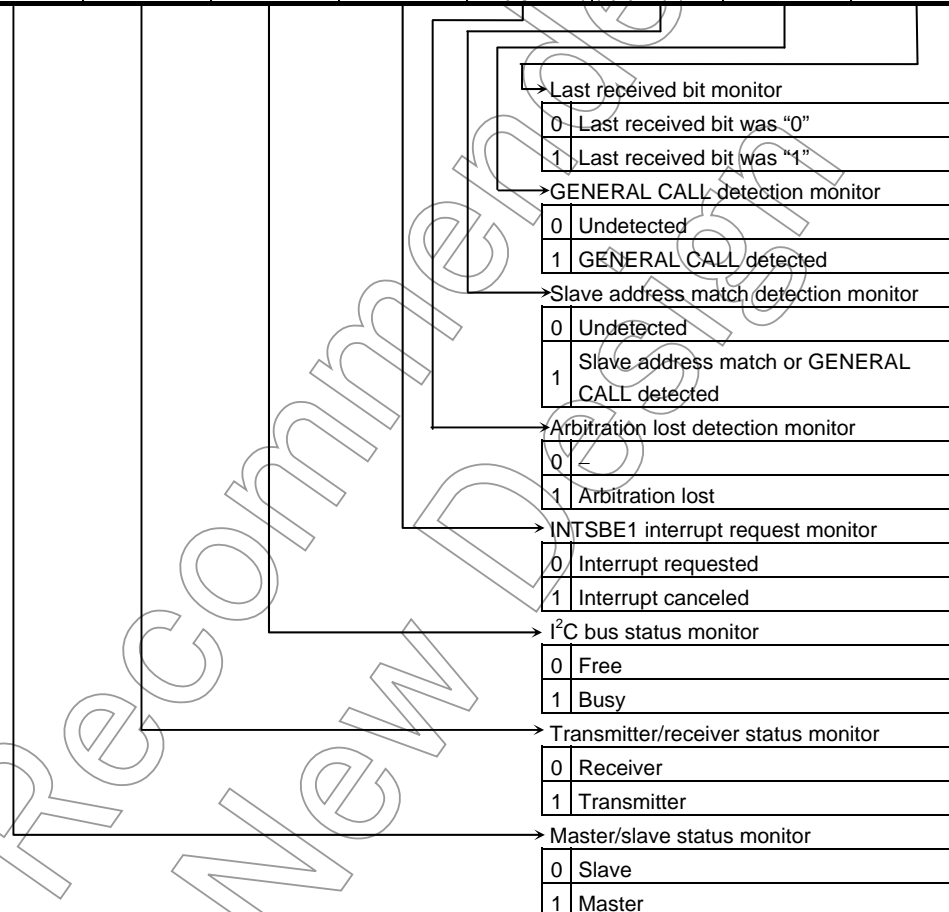 Last received bit monitor
0 Last received bit was “0”
1 Last received bit was “1”
GENERAL CALL detection monitor
0 Undetected
1 GENERAL CALL detected
Slave address match detection monitor
0 Undetected
1 Slave address match or GENERAL
CALL detected
Arbitration lost detection monitor
0 −
1 Arbitration lost
INTSBE1 interrupt request monitor
0 Interrupt requested
1 Interrupt canceled
I²C bus status monitor
0 Free
1 Busy
Transmitter/receiver status monitor
0 Receiver
1 Transmitter
Master/slave status monitor
0 Slave
1 Master
Recommende
New Design